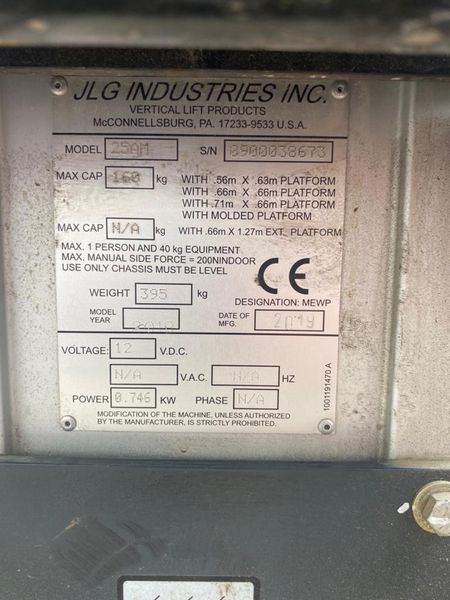 JLG INDUSTRIES INC.
VERTICAL LIFT PRODUCTS
McCONNELLSBURG, PA. 17233-9533 U.S.A.
MODEL 25AM S/N 0900038673
MAX CAP 160 kg WITH .56m X .63m PLATFORM
WITH .66m X .66m PLATFORM
WITH .71m X .66m PLATFORM
WITH MOLDED PLATFORM
MAX CAP N/A kg WITH .66m X 1.27m EXT. PLATFORM
MAX. 1 PERSON AND 40 kg EQUIPMENT
MAX. MANUAL SIDE FORCE = 200NINDOOR
USE ONLY CHASSIS MUST BE LEVEL
CE
WEIGHT 395 kg
DESIGNATION: MEWP
MODEL YEAR DATE OF MFG. 2019
VOLTAGE: 12 V.D.C.
N/A V.A.C. N/A HZ
POWER 0.746 KW PHASE N/A
MODIFICATION OF THE MACHINE, UNLESS AUTHORIZED
BY THE MANUFACTURER, IS STRICTLY PROHIBITED.
1001191470 A